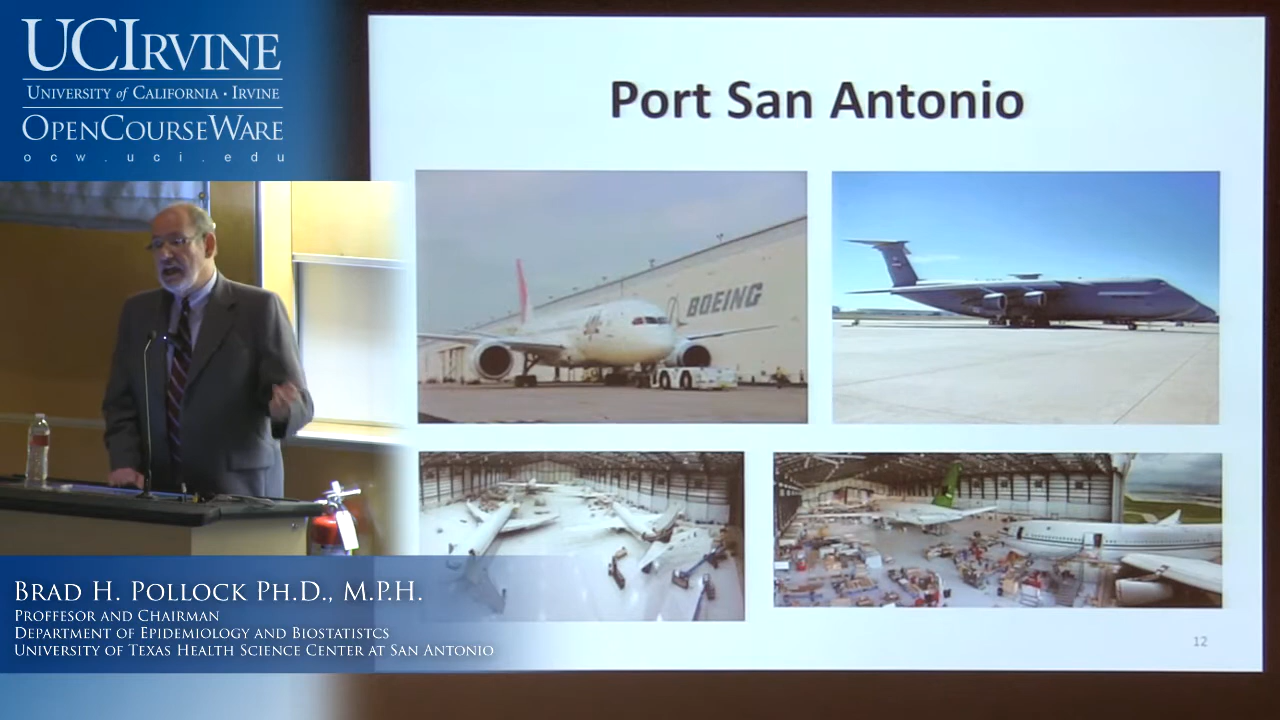 UCIRVINE
UNIVERSITY of CALIFORNIA • IRVINE
OPENCOURSEWARE
ocw.uci.edu
Port San Antonio
BOEING
BRAD H. POLLOCK PH.D., M.P.H.
PROFFESOR AND CHAIRMAN
DEPARTMENT OF EPIDEMIOLOGY AND BIOSTATISTCS
UNIVERSITY OF TEXAS HEALTH SCIENCE CENTER AT SAN ANTONIO
12